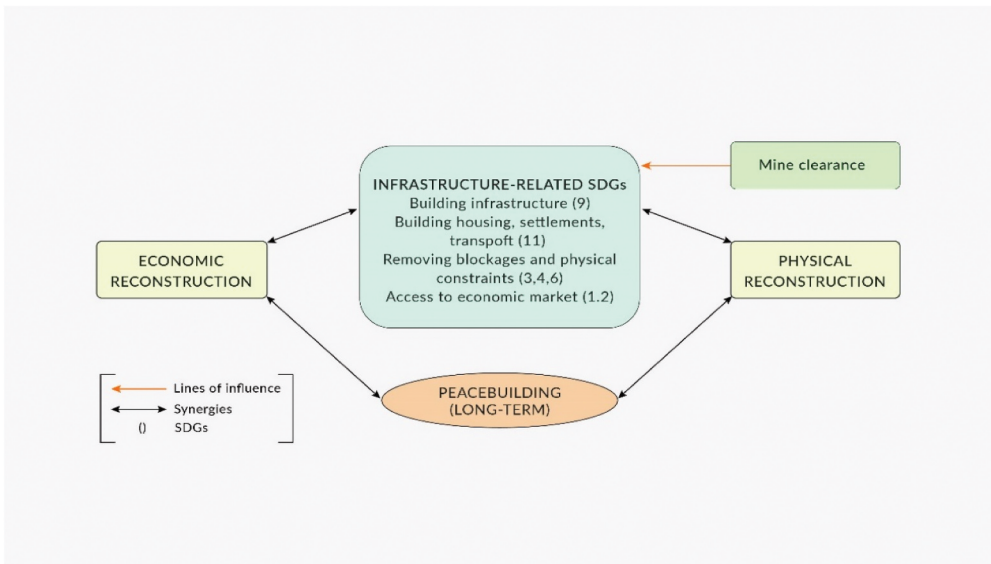 Mine clearance
INFRASTRUCTURE-RELATED SDGs
Building infrastructure (9)
Building housing, settlements,
transpoft (11)
Removing blockages and physical
constraints (3,4,6)
Access to economic market (1.2)
ECONOMIC
RECONSTRUCTION
PHYSICAL
RECONSTRUCTION
PEACEBUILDING
(LONG-TERM)
Lines of influence
Synergies
() SDGs